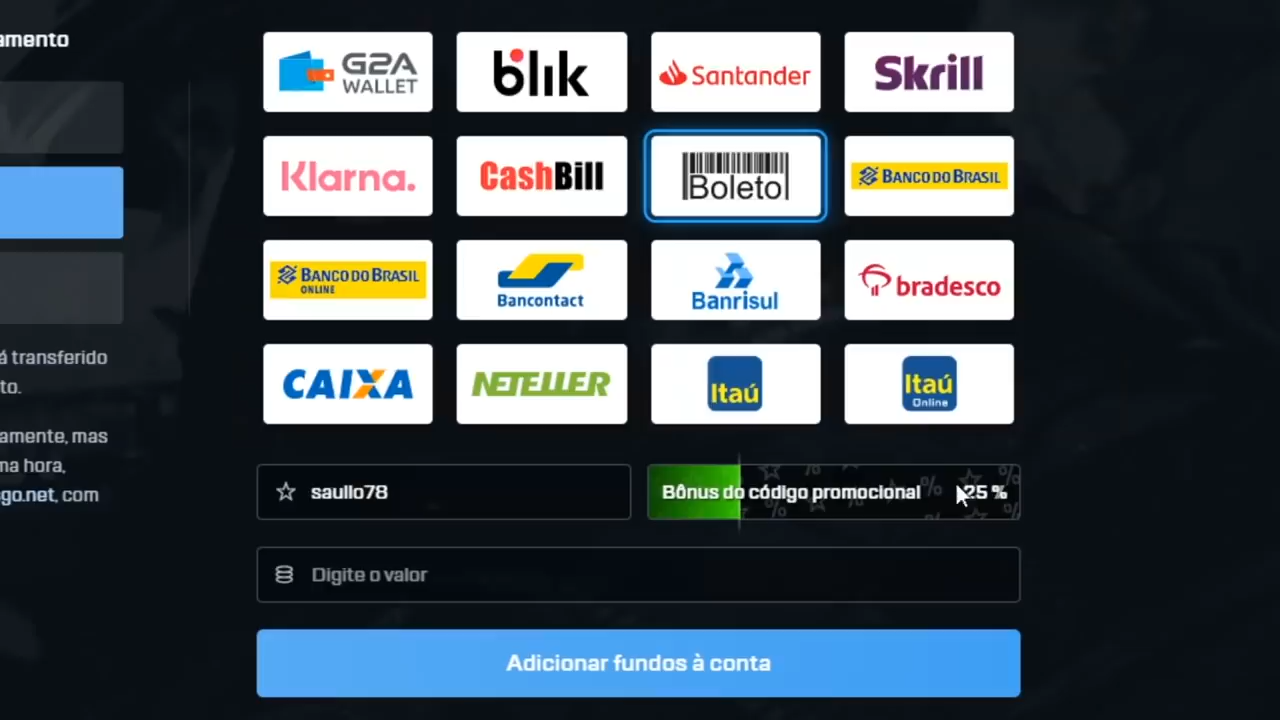 amento
G2A
WALLET
blik
Santander
Skrill
Klarna.
CashBill
Boleto
BANCO DO BRASIL
BANCO DO BRASIL
ONLINE
Bancontact
Banrisul
bradesco
CAIXA
NETELLER
Itaú
Itaú
Online
á transferido
to.
amente, mas
ma hora,
go.net, com
saullo78
Bônus do código promocional
25 %
Digite o valor
Adicionar fundos à conta